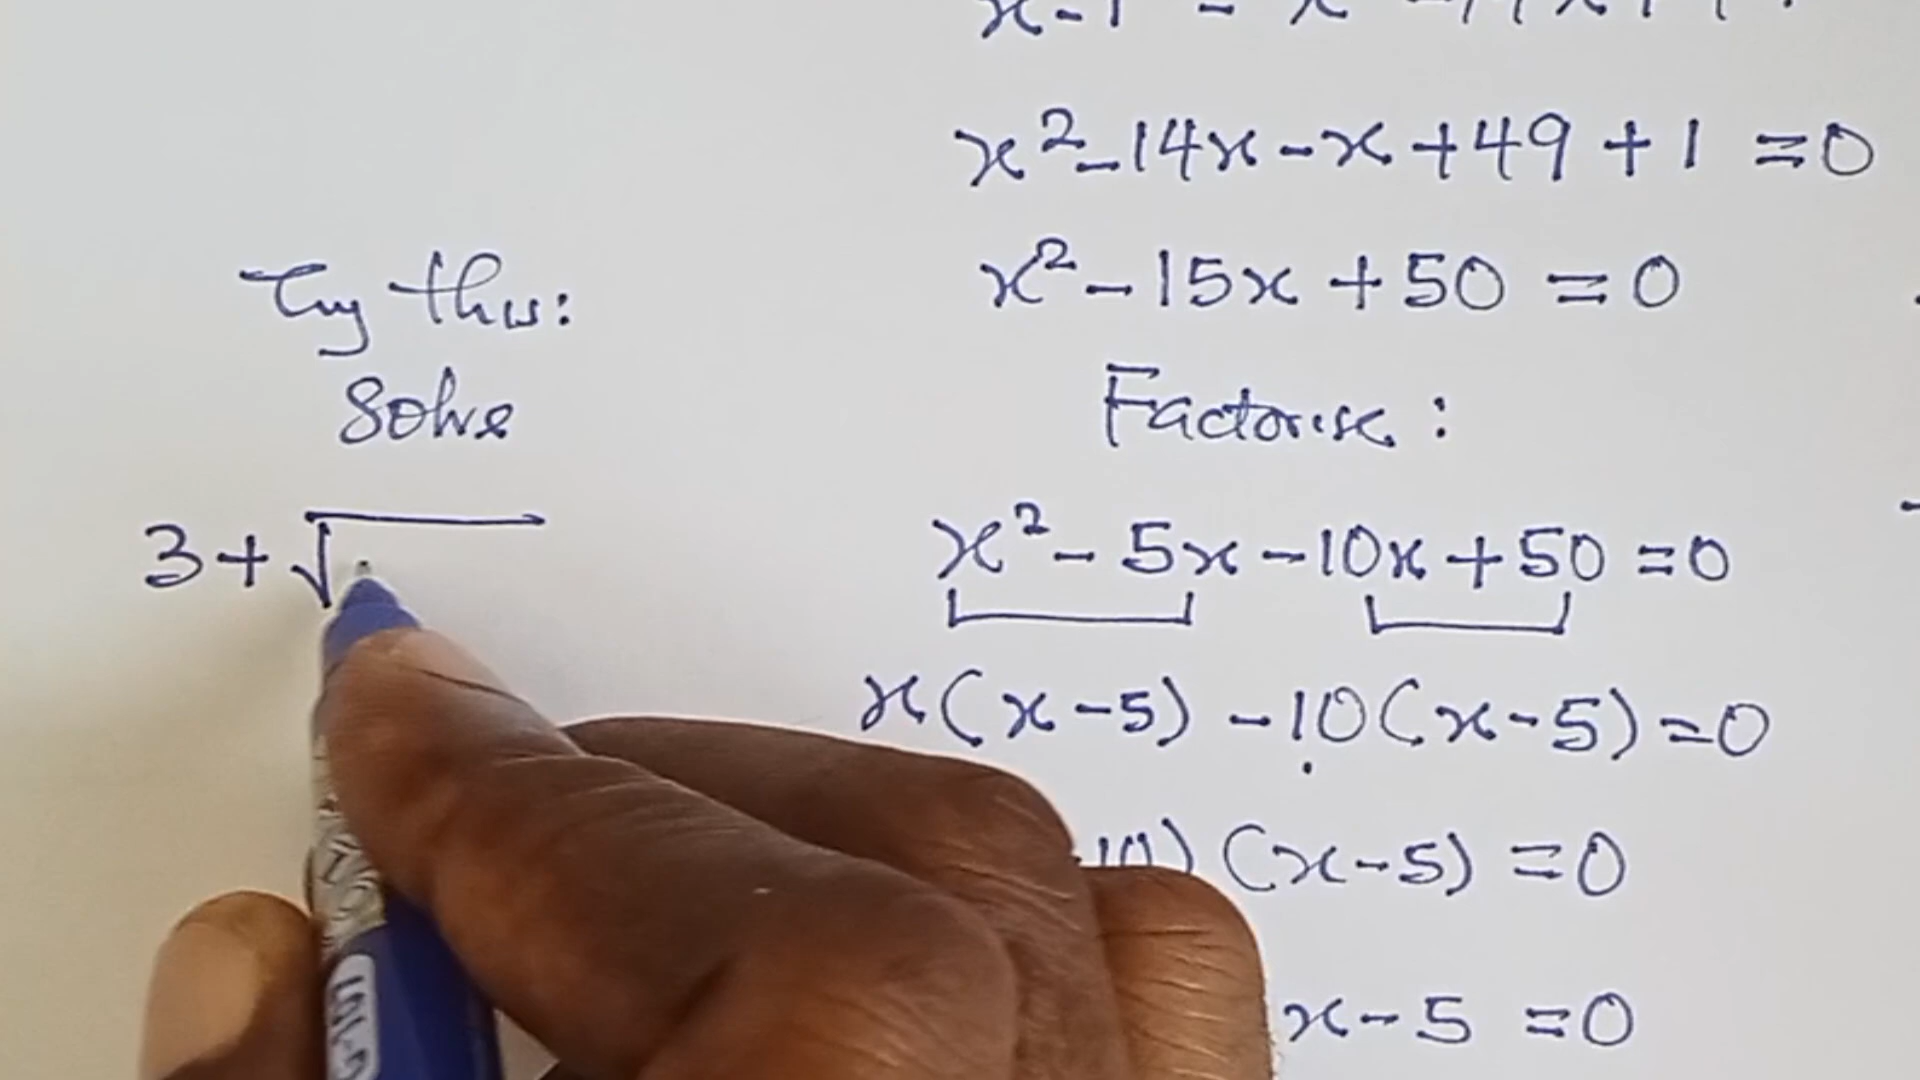 x² - 14x - x + 49 + 1 = 0
x² - 15x + 50 = 0
Factorise :
x² - 5x - 10x + 50 = 0
x(x - 5) - 10(x - 5) = 0
10) (x - 5) = 0
x - 5 = 0
Try this:
Solve
3 + √